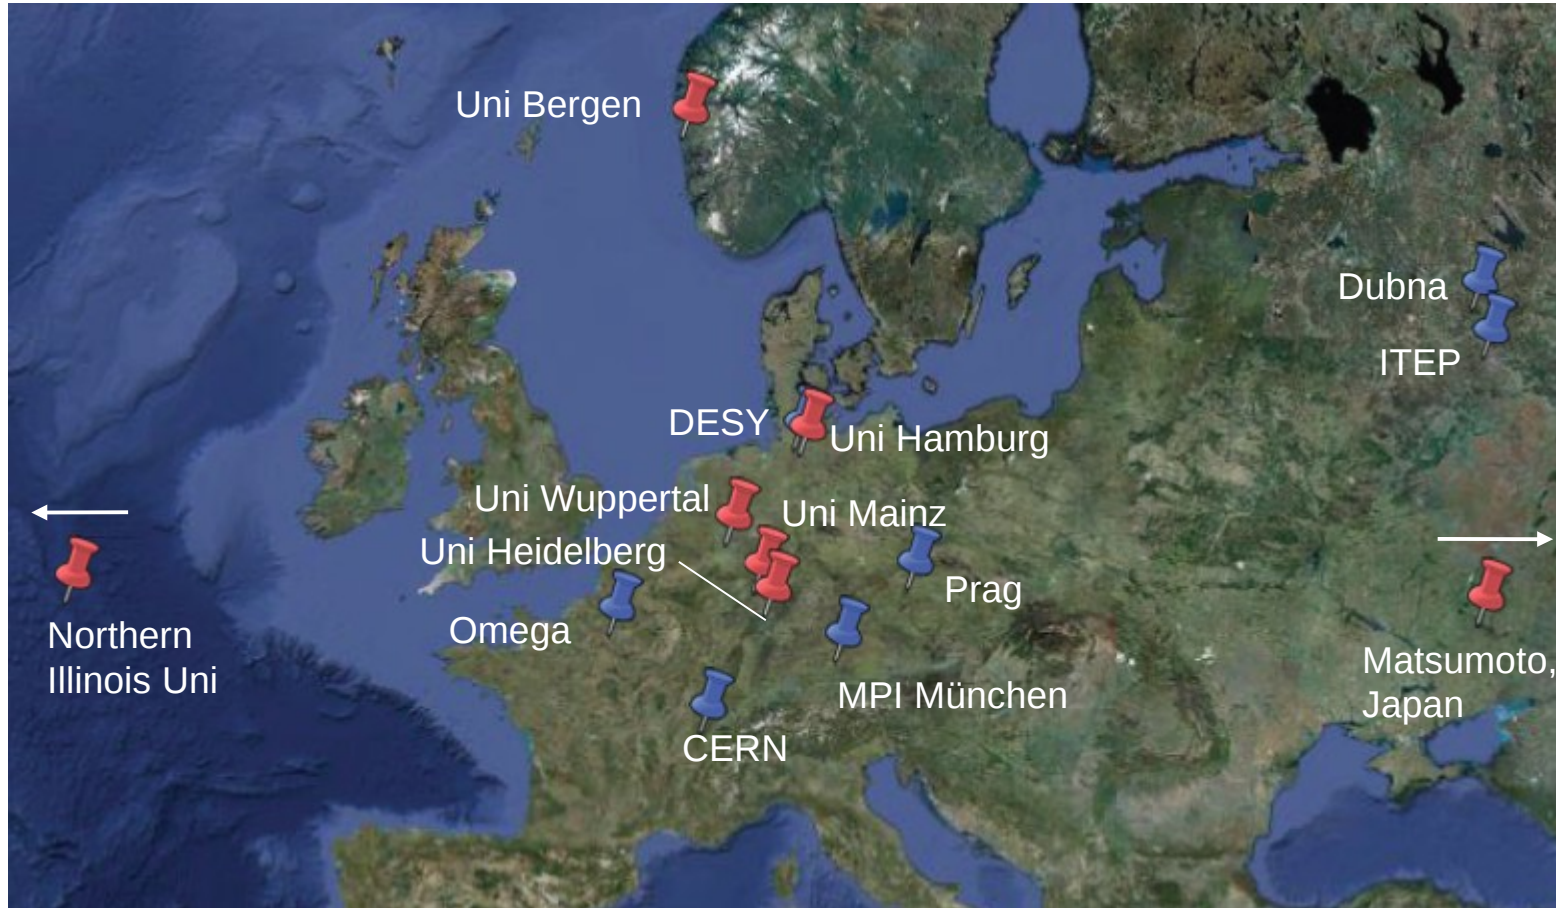 Uni Bergen
Dubna
ITEP
DESY
Uni Hamburg
Uni Wuppertal
Uni Mainz
Uni Heidelberg
Prag
Omega
Northern
Illinois Uni
Matsumoto,
Japan
MPI München
CERN